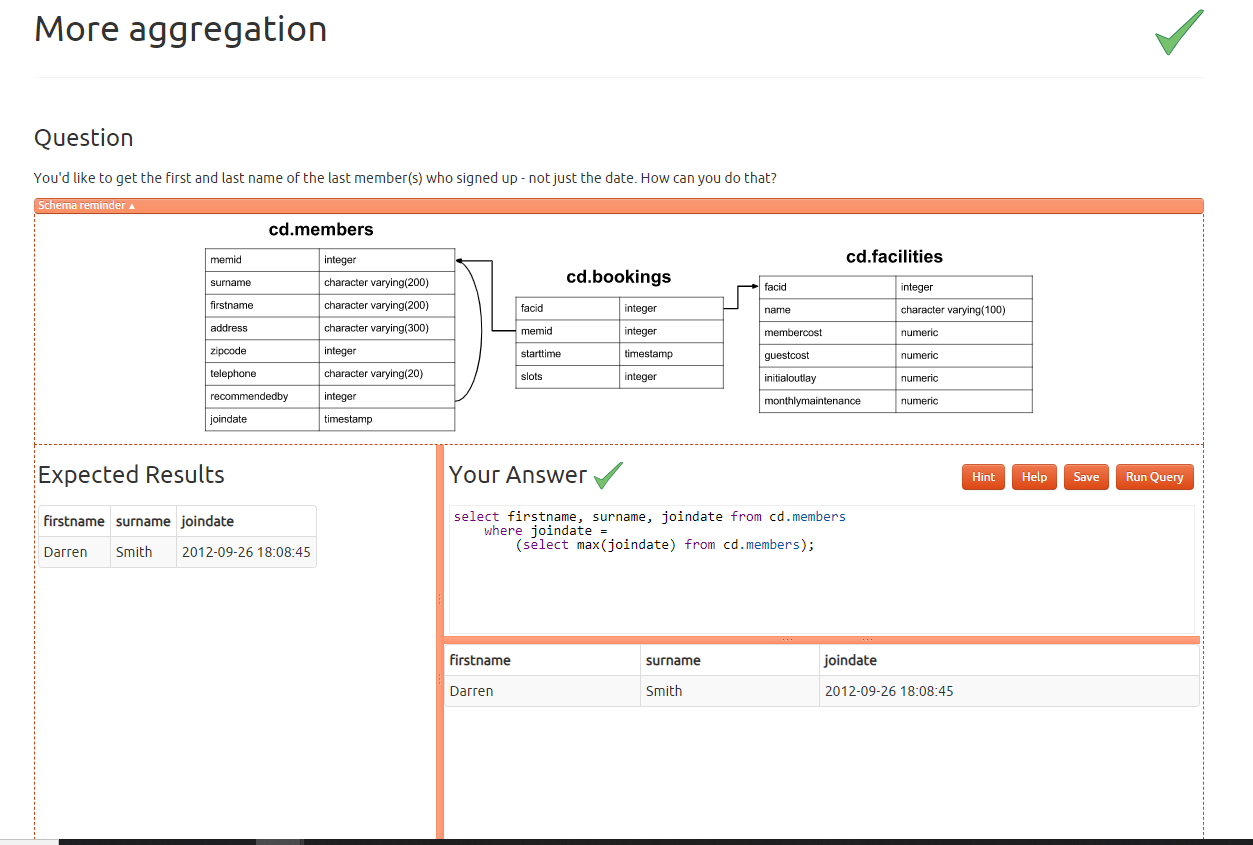 More aggregation
Question
You'd like to get the first and last name of the last member(s) who signed up - not just the date. How can you do that?
Schema reminder ▴
cd.members
memid integer
surname character varying(200)
firstname character varying(200)
address character varying(300)
zipcode integer
telephone character varying(20)
recommendedby integer
joindate timestamp
cd.bookings
facid integer
memid integer
starttime timestamp
slots integer
cd.facilities
facid integer
name character varying(100)
membercost numeric
guestcost numeric
initialoutlay numeric
monthlymaintenance numeric
Expected Results
firstname surname joindate
Darren Smith 2012-09-26 18:08:45
Your Answer
Hint Help Save Run Query
select firstname, surname, joindate from cd.members
where joindate =
(select max(joindate) from cd.members);
firstname surname joindate
Darren Smith 2012-09-26 18:08:45